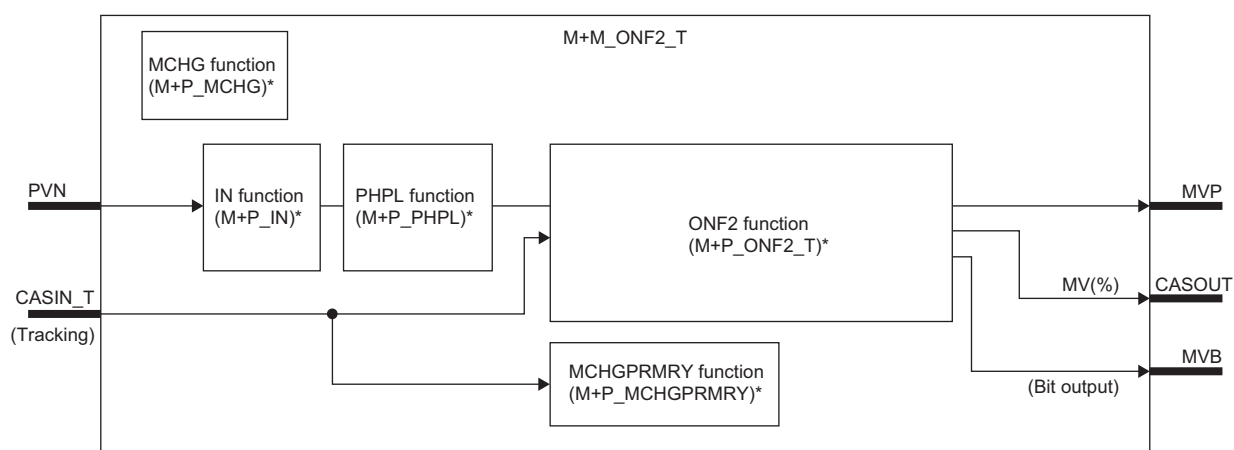 M+M_ONF2_T
MCHG function
(M+P_MCHG)*
PVN
IN function
(M+P_IN)*
PHPL function
(M+P_PHPL)*
ONF2 function
(M+P_ONF2_T)*
MVP
CASIN_T
(Tracking)
MV(%)
CASOUT
MCHGPRMRY function
(M+P_MCHGPRMRY)*
(Bit output)
MVB